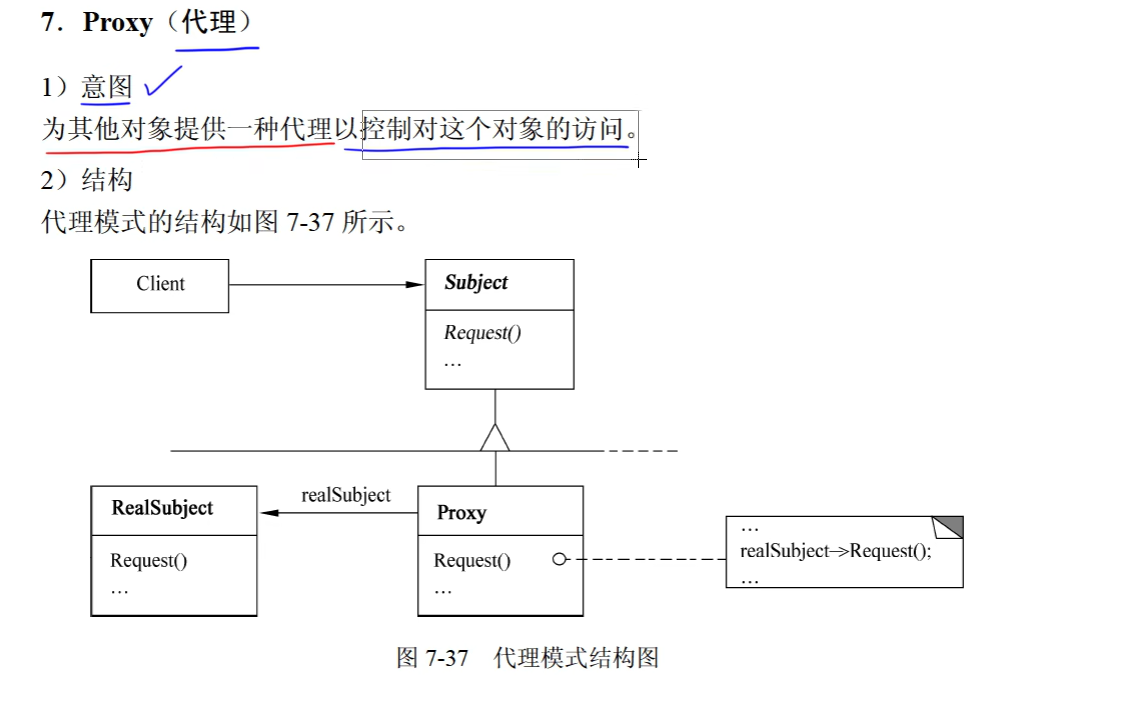 7．Proxy（代理）
1）意图
为其他对象提供一种代理以控制对这个对象的访问。
2）结构
代理模式的结构如图 7-37 所示。
Client
Subject
Request()
…
RealSubject
Request()
…
realSubject
Proxy
Request()
…
…
realSubject→Request();
…
图 7-37 代理模式结构图